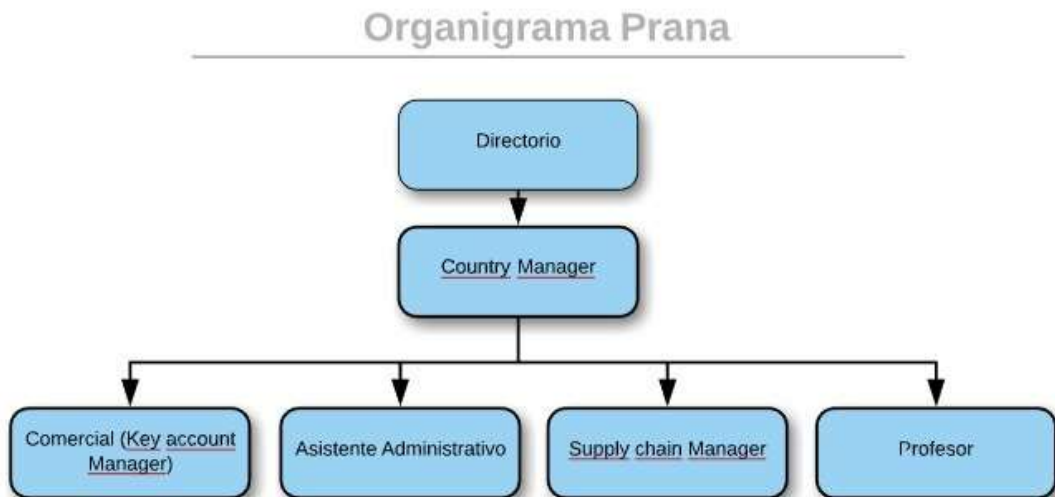 Organigrama Prana
Directorio
Country Manager
Comercial (Key account
Manager)
Asistente Administrativo
Supply chain Manager
Profesor